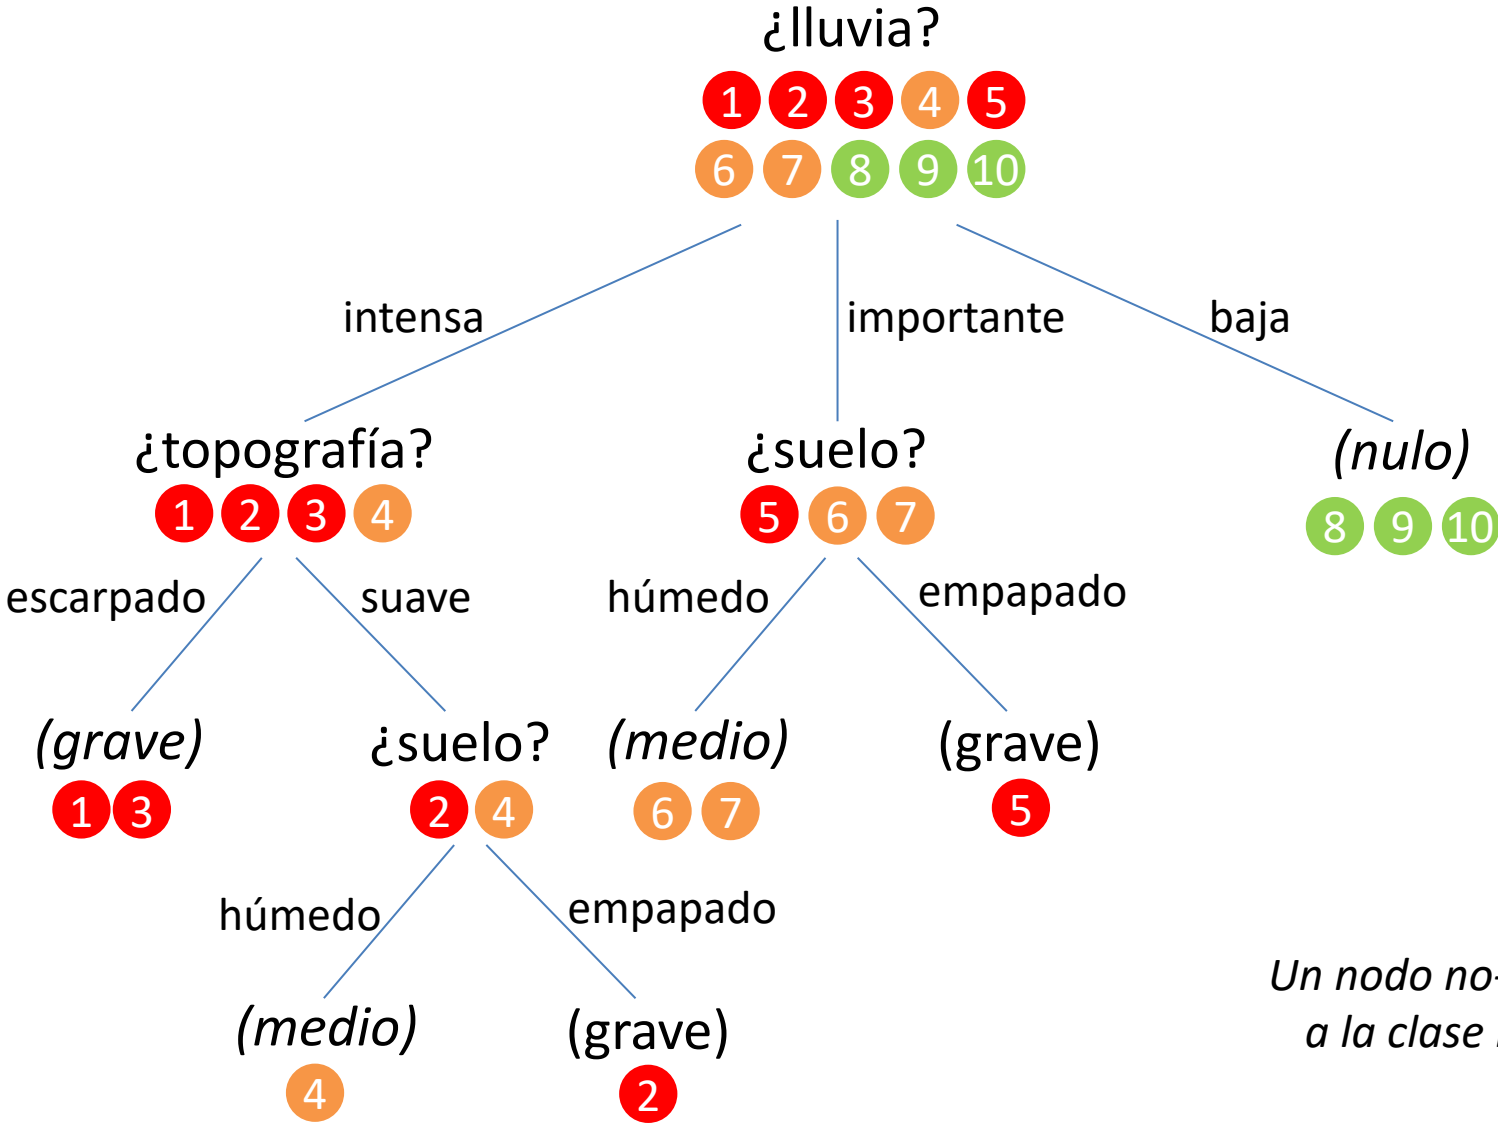 ¿lluvia?
1 2 3 4 5
6 7 8 9 10
intensa importante baja
¿topografía? ¿suelo? (nulo)
1 2 3 4 5 6 7 8 9 10
escarpado suave húmedo empapado
(grave) ¿suelo? (medio) (grave)
1 3 2 4 6 7 5
húmedo empapado
Un nodo no-
a la clase
(medio) (grave)
4 2